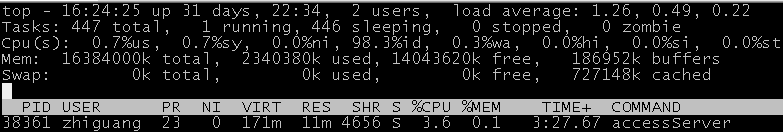 top - 16:24:25 up 31 days, 22:34, 2 users, load average: 1.26, 0.49, 0.22
Tasks: 447 total, 1 running, 446 sleeping, 0 stopped, 0 zombie
Cpu(s): 0.7%us, 0.7%sy, 0.0%ni, 98.3%id, 0.3%wa, 0.0%hi, 0.0%si, 0.0%st
Mem: 16384000k total, 2340380k used, 14043620k free, 186952k buffers
Swap: 0k total, 0k used, 0k free, 727148k cached
PID USER PR NI VIRT RES SHR S %CPU %MEM TIME+ COMMAND
38361 zhiguang 23 0 171m 11m 4656 S 3.6 0.1 3:27.67 accessServer